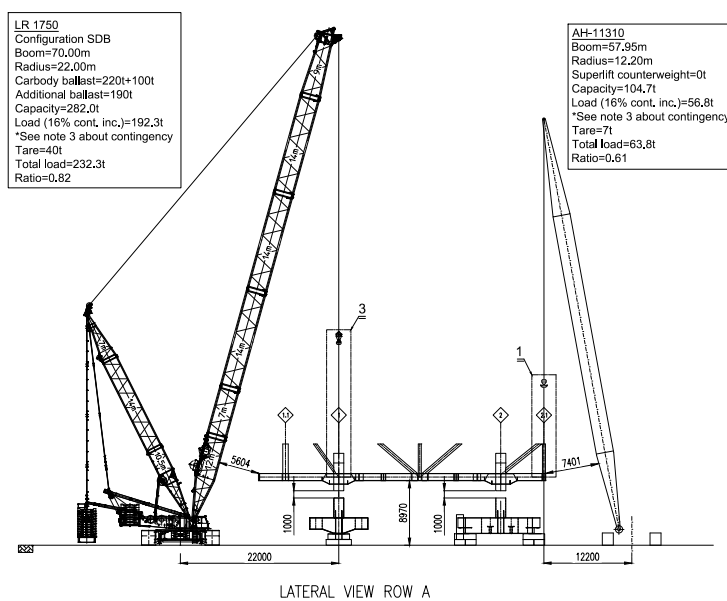 LR 1750
Configuration SDB
Boom=70.00m
Radius=22.00m
Carbody ballast=220t+100t
Additional ballast=190t
Capacity=282.0t
Load (16% cont. inc.)=192.3t
*See note 3 about contingency
Tare=40t
Total load=232.3t
Ratio=0.82
AH-11310
Boom=57.95m
Radius=12.20m
Superlift counterweight=0t
Capacity=104.7t
Load (16% cont. inc.)=56.8t
*See note 3 about contingency
Tare=7t
Total load=63.8t
Ratio=0.61
9m
14m
14m
14m
7m
12m
7m
14m
10.5m
3
1
1.1
1
2
2.1
5604
7401
1000
8970
1000
22000
12200
LATERAL VIEW ROW A